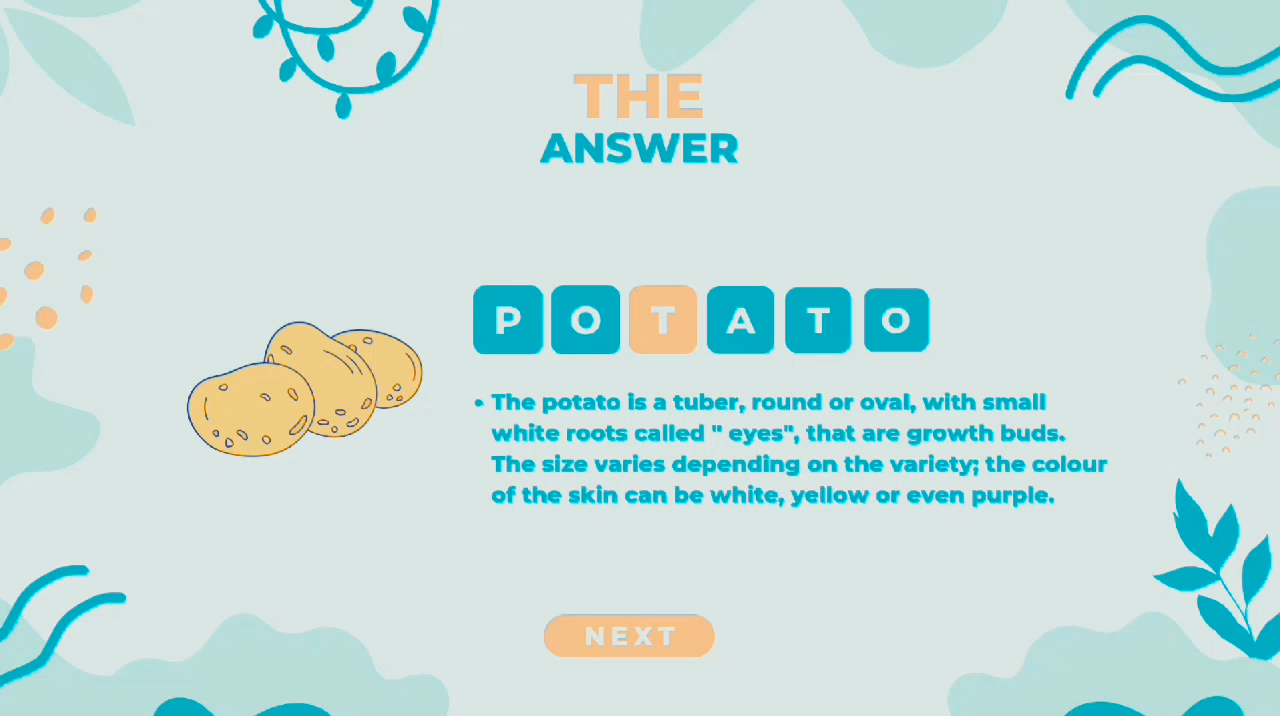 THE
ANSWER
POTATO
• The potato is a tuber, round or oval, with small
white roots called " eyes", that are growth buds.
The size varies depending on the variety; the colour
of the skin can be white, yellow or even purple.
NEXT